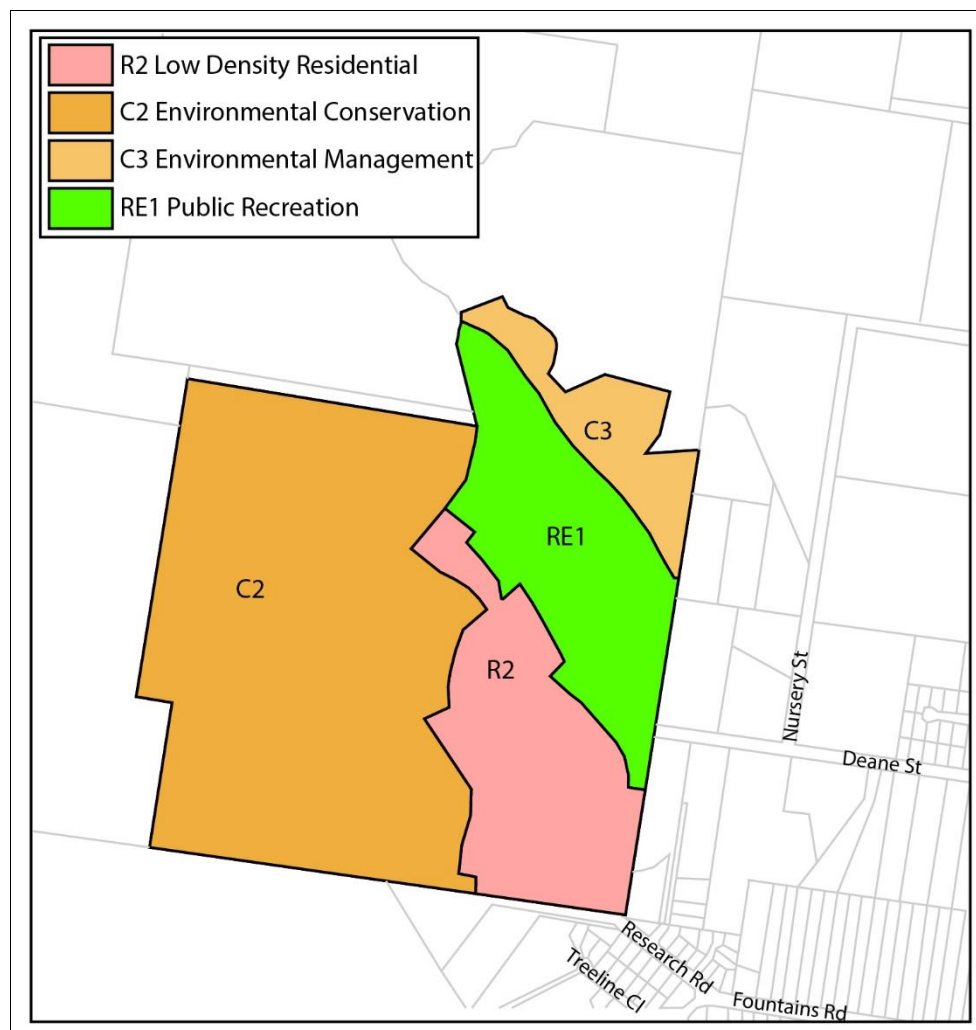 R2 Low Density Residential
C2 Environmental Conservation
C3 Environmental Management
RE1 Public Recreation
C3
RE1
C2
R2
Nursery St
Deane St
Research Rd
Treeline Cl
Fountains Rd